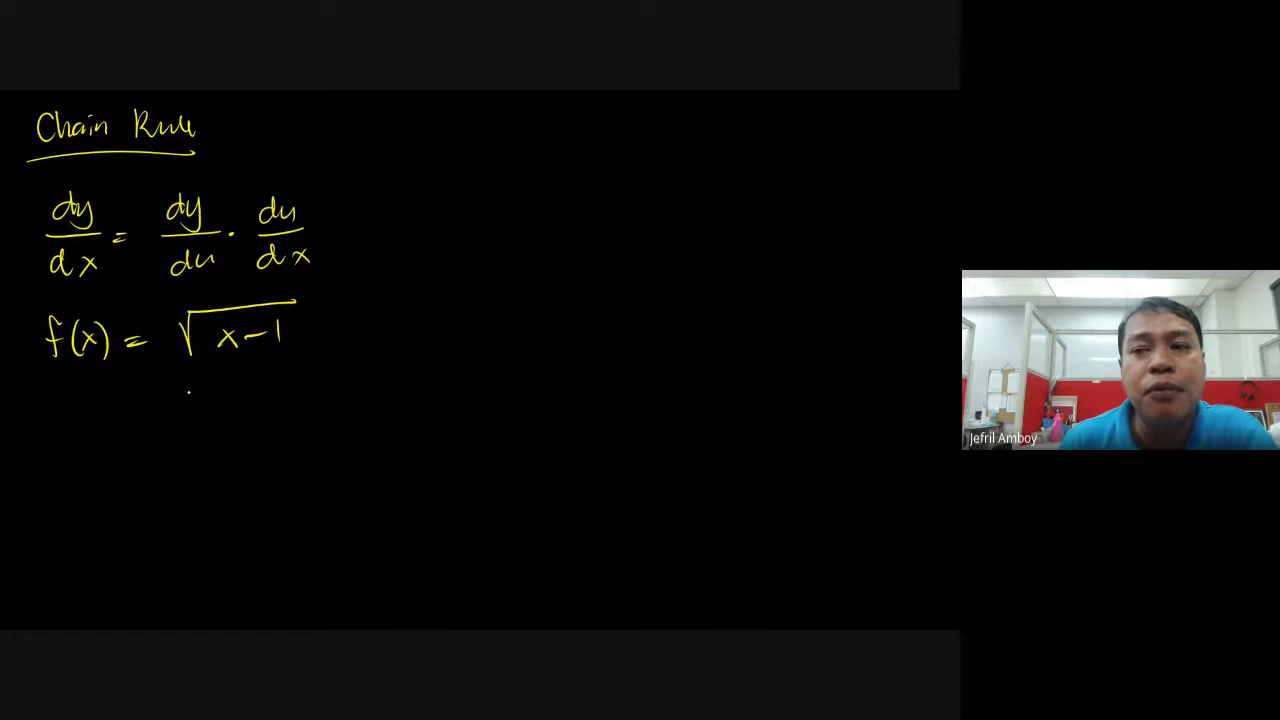 Chain Rule
dy/dx = dy/du · du/dx
f(x) = √(x-1)
Jefril Amboy